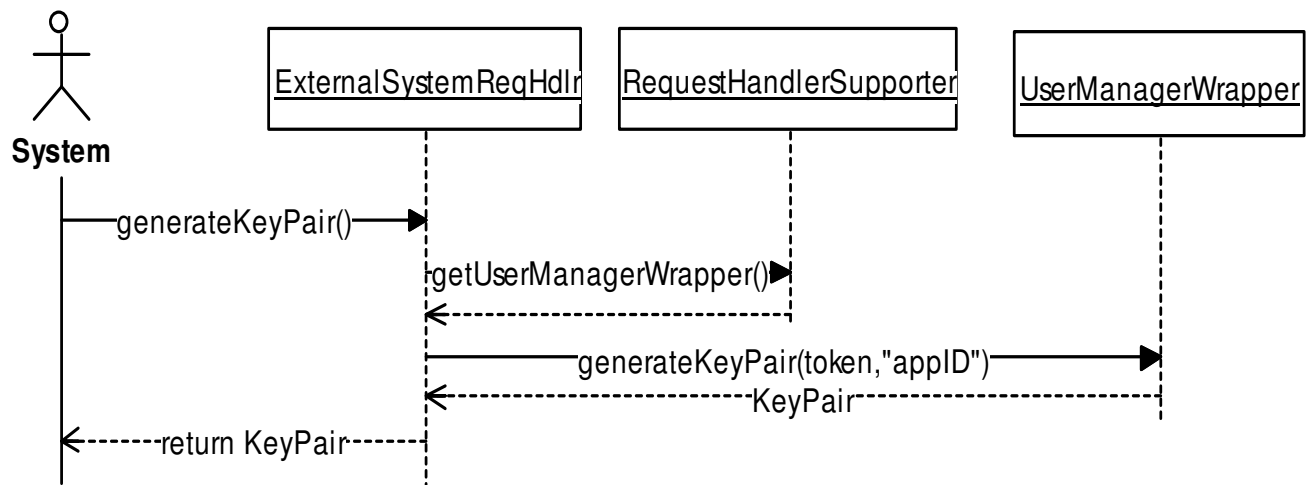 ExternalSystemReqHdlr
RequestHandlerSupporter
UserManagerWrapper
System
generateKeyPair()
getUserManagerWrapper()
generateKeyPair(token,"appID")
KeyPair
return KeyPair